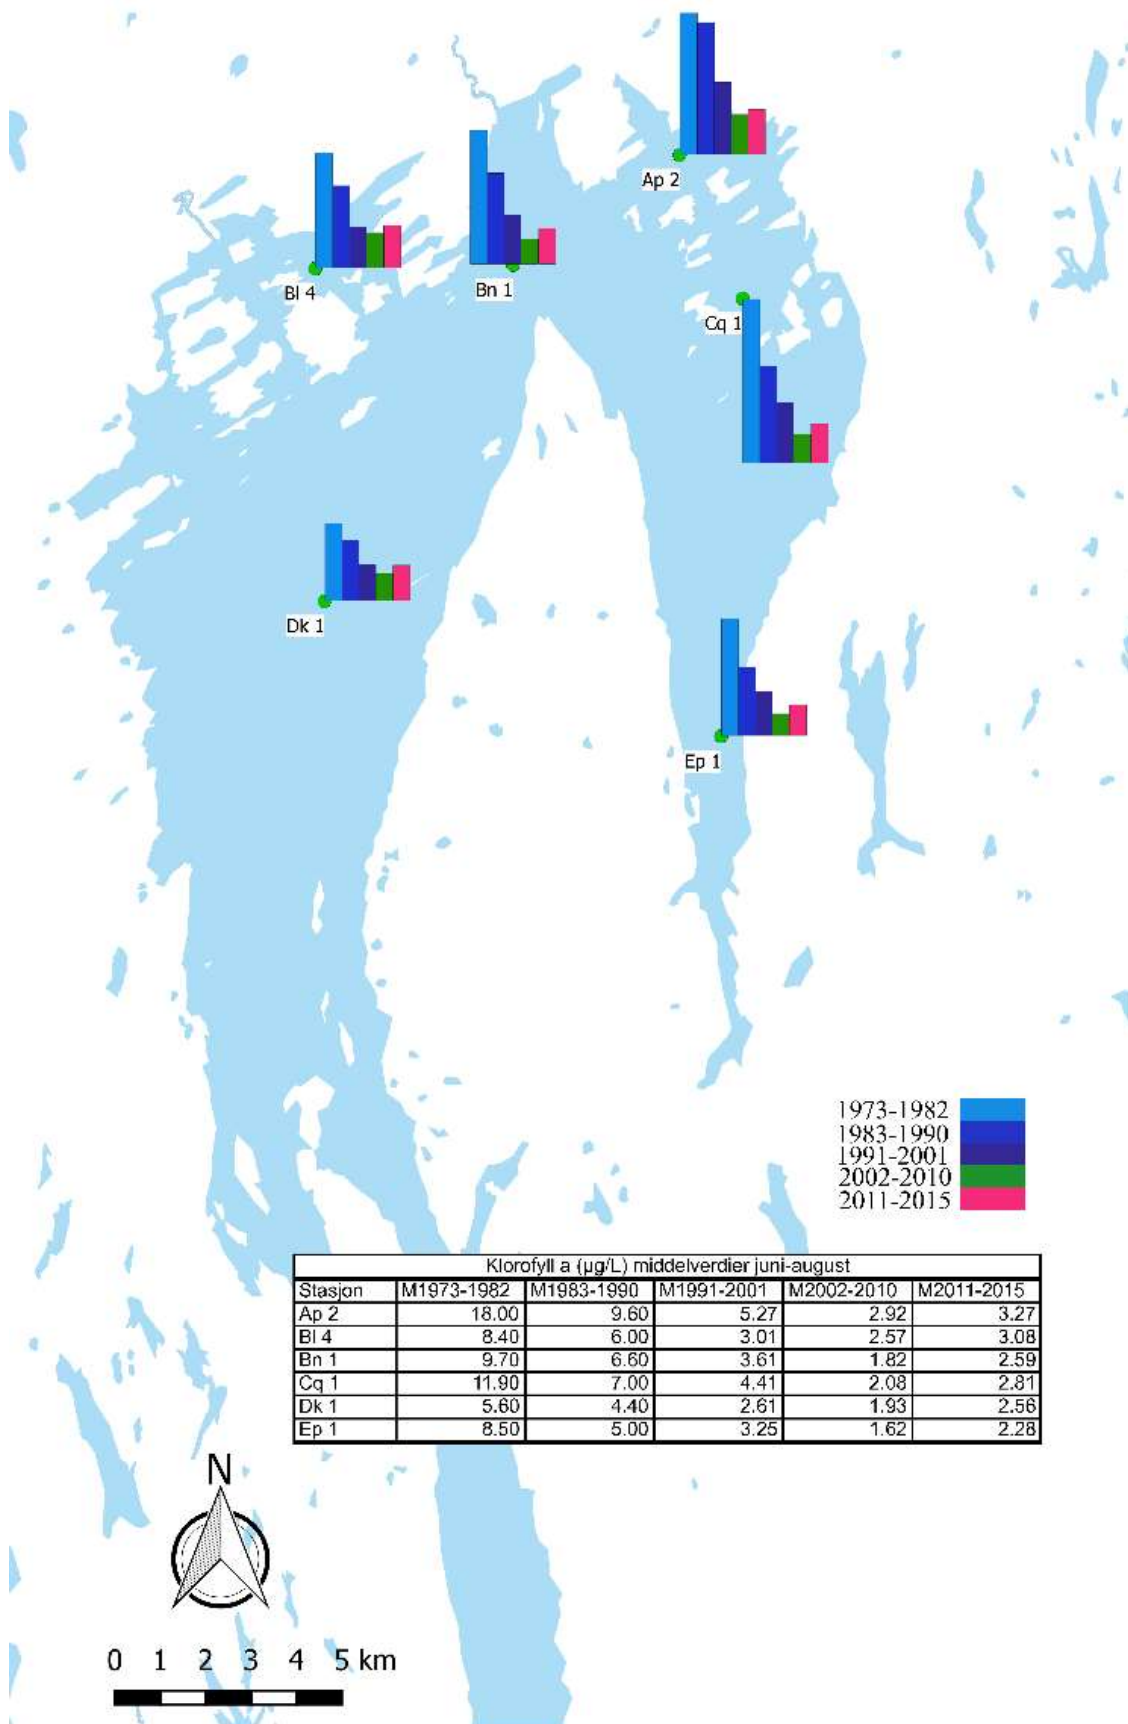 Ap 2
Bl 4
Bn 1
Cq 1
Dk 1
Ep 1
1973-1982
1983-1990
1991-2001
2002-2010
2011-2015
Klorofyll a (µg/L) middelverdier juni-august
Stasjon M1973-1982 M1983-1990 M1991-2001 M2002-2010 M2011-2015
Ap 2 18.00 9.60 5.27 2.92 3.27
Bl 4 8.40 6.00 3.01 2.57 3.08
Bn 1 9.70 6.60 3.61 1.82 2.59
Cq 1 11.90 7.00 4.41 2.08 2.81
Dk 1 5.60 4.40 2.61 1.93 2.56
Ep 1 8.50 5.00 3.25 1.62 2.28
N
0 1 2 3 4 5 km